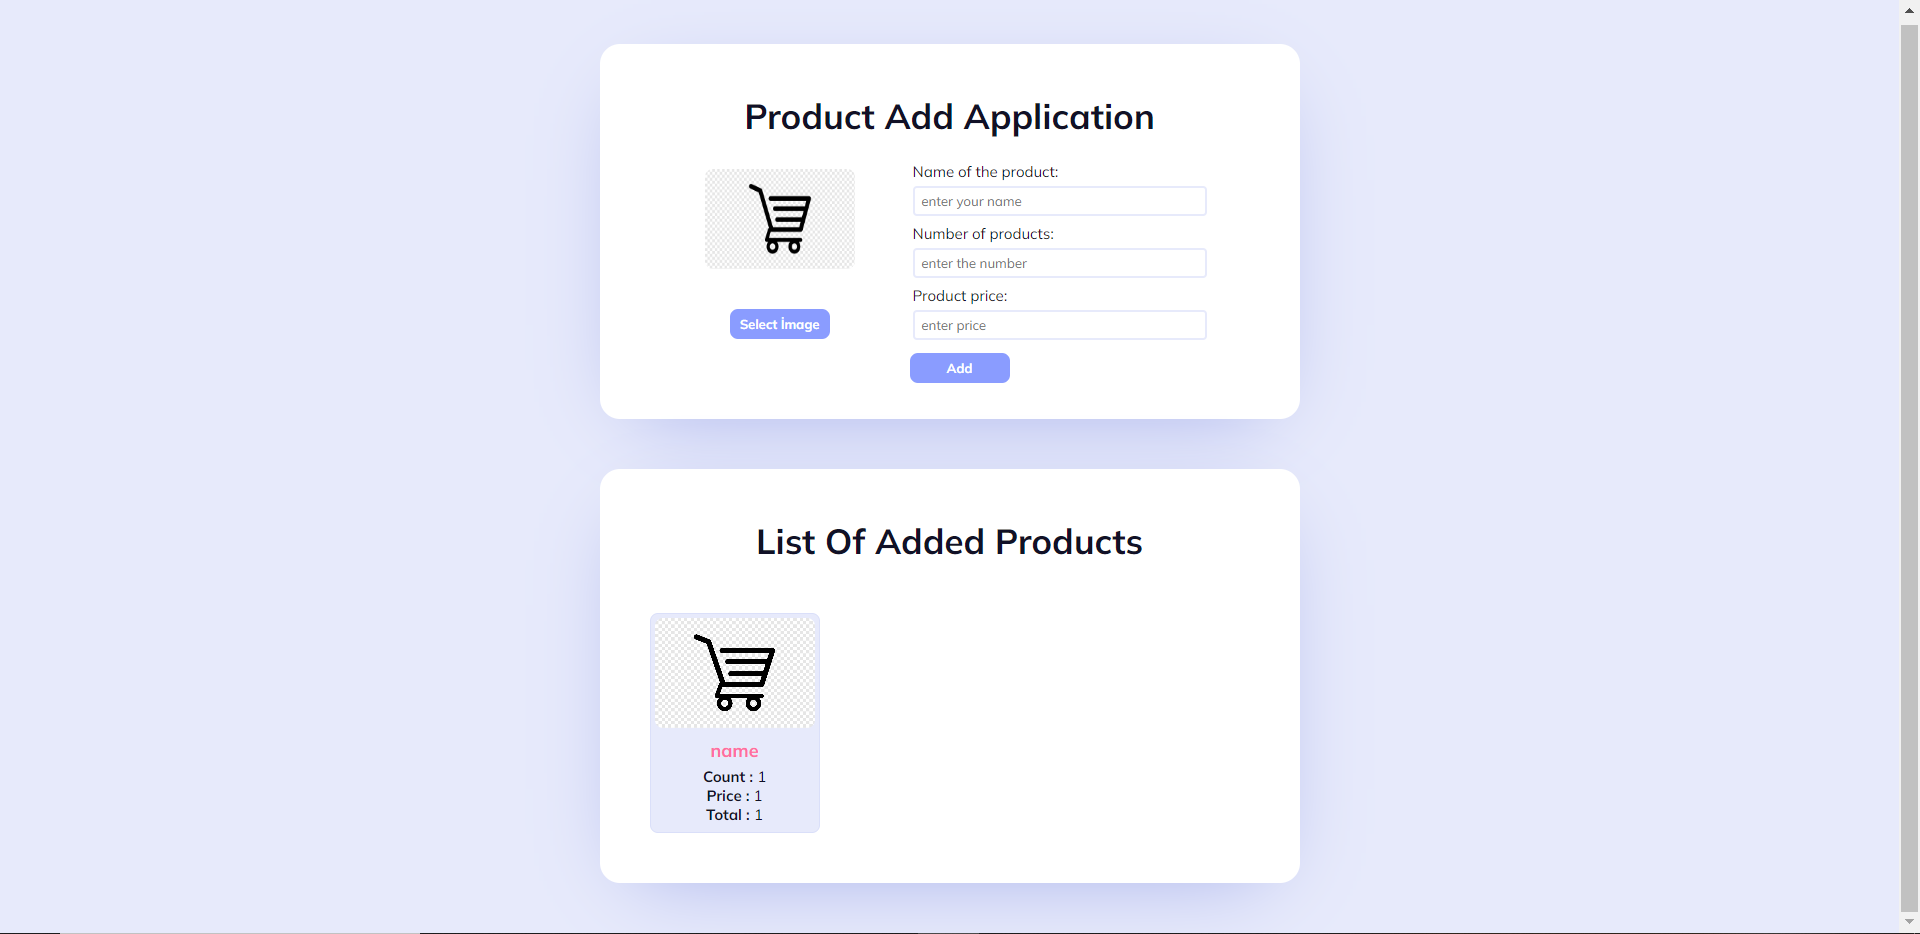 Product Add Application
Name of the product:
enter your name
Number of products:
enter the number
Product price:
enter price
Select İmage
Add
List Of Added Products
name
Count : 1
Price : 1
Total : 1